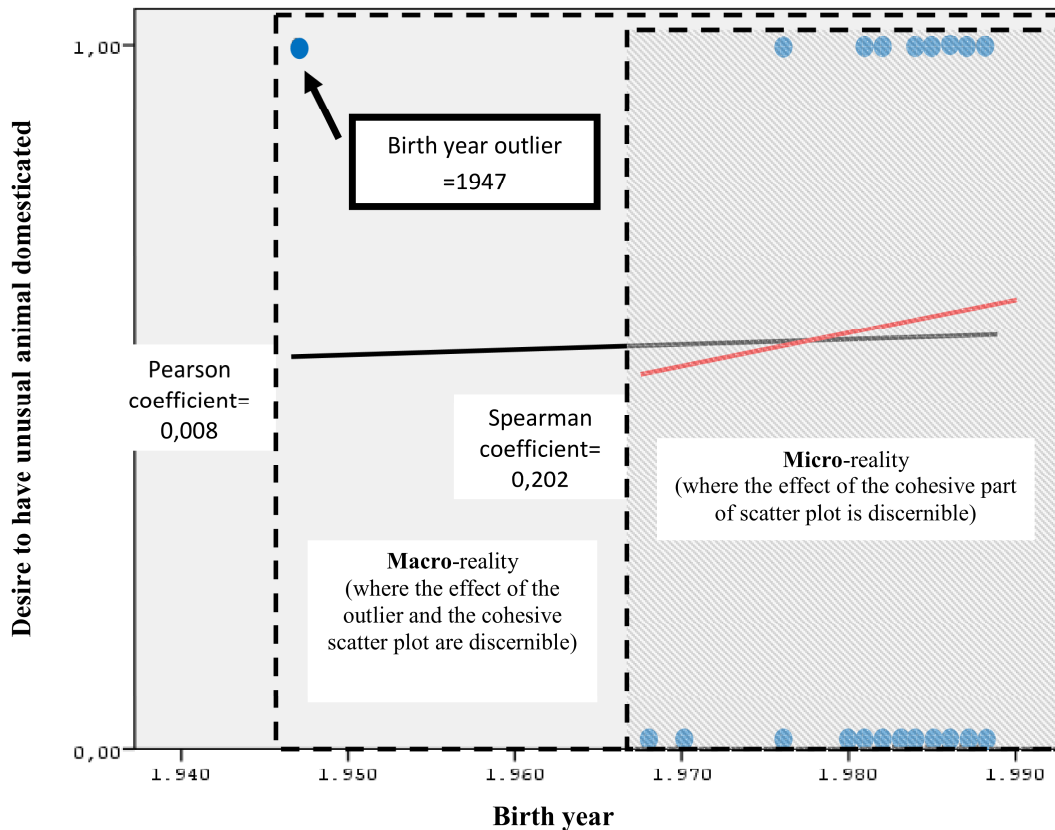 Desire to have unusual animal domesticated
1,00
Birth year outlier
=1947
Pearson
coefficient=
0,008
Spearman
coefficient=
0,202
Micro-reality
(where the effect of the cohesive part
of scatter plot is discernible)
Macro-reality
(where the effect of the
outlier and the cohesive
scatter plot are discernible)
0,00
1.940 1.950 1.960 1.970 1.980 1.990
Birth year